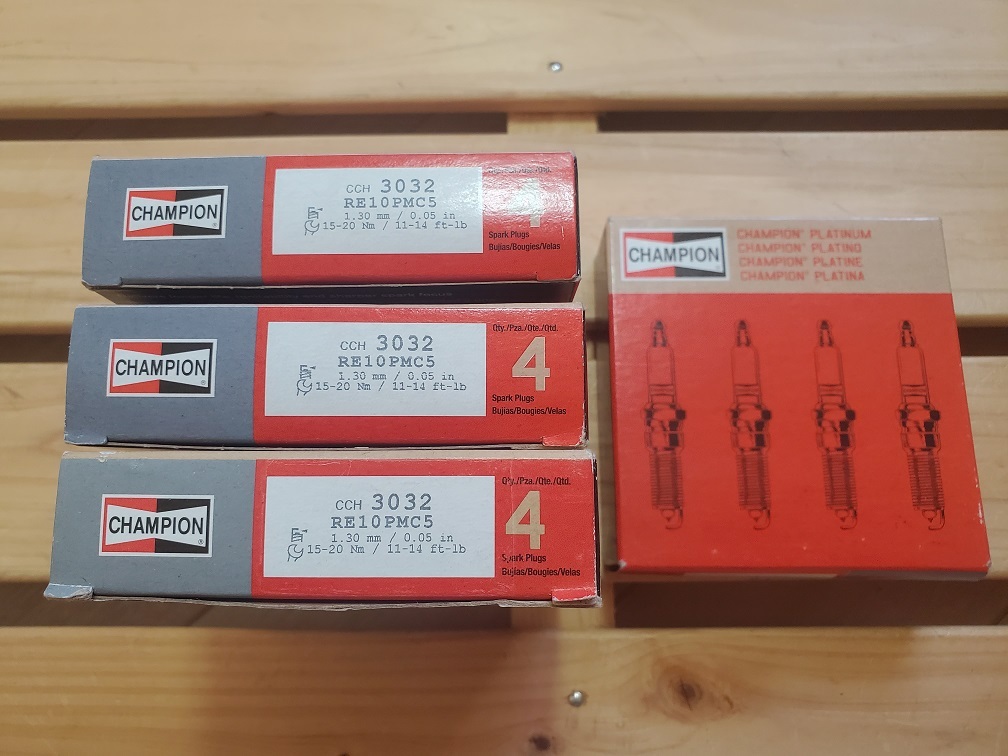 CHAMPION®
CCH 3032
RE10PMC5
1.30 mm / 0.05 in
15-20 Nm / 11-14 ft-lb
4
Spark Plugs
Bujías/Bougies/Velas
CHAMPION®
CCH 3032
RE10PMC5
1.30 mm / 0.05 in
15-20 Nm / 11-14 ft-lb
Qty./Pza./Qte./Qtd.
4
Spark Plugs
Bujías/Bougies/Velas
CHAMPION®
CCH 3032
RE10PMC5
1.30 mm / 0.05 in
15-20 Nm / 11-14 ft-lb
Qty./Pza./Qte./Qtd.
4
Spark Plugs
Bujías/Bougies/Velas
CHAMPION®
CHAMPION® PLATINUM
CHAMPION® PLATINO
CHAMPION® PLATINE
CHAMPION® PLATINA